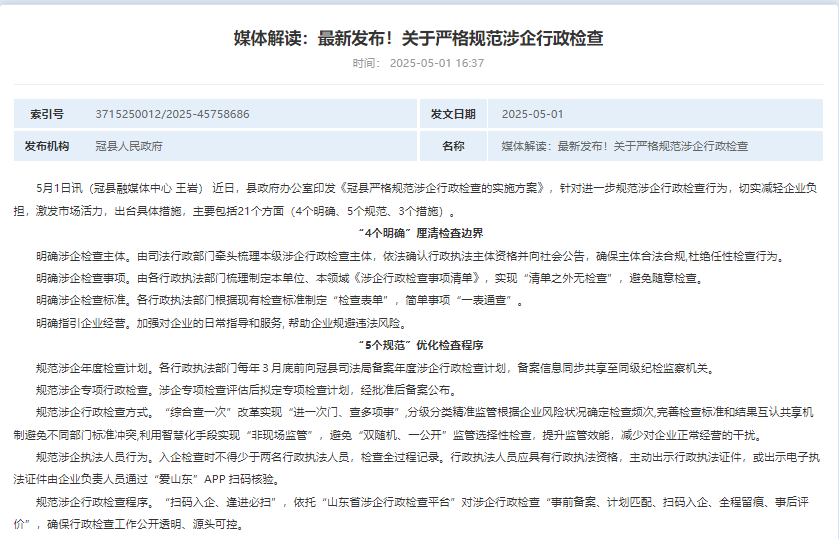 媒体解读：最新发布！关于严格规范涉企行政检查
时间： 2025-05-01 16:37
索引号 3715250012/2025-45758686 发文日期 2025-05-01
发布机构 冠县人民政府 名称 媒体解读：最新发布！关于严格规范涉企行政检查
5月1日讯（冠县融媒体中心 王岩） 近日，县政府办公室印发《冠县严格规范涉企行政检查的实施方案》，针对进一步规范涉企行政检查行为，切实减轻企业负
担，激发市场活力，出台具体措施，主要包括21个方面（4个明确、5个规范、3个措施）。
“4个明确”厘清检查边界
明确涉企检查主体。由司法行政部门牵头梳理本级涉企行政检查主体，依法确认行政执法主体资格并向社会公告，确保主体合法合规,杜绝任性检查行为。
明确涉企检查事项。由各行政执法部门梳理制定本单位、本领域《涉企行政检查事项清单》，实现“清单之外无检查”，避免随意检查。
明确涉企检查标准。各行政执法部门根据现有检查标准制定“检查表单”，简单事项“一表通查”。
明确指引企业经营。加强对企业的日常指导和服务, 帮助企业规避违法风险。
“5个规范”优化检查程序
规范涉企年度检查计划。各行政执法部门每年 3 月底前向冠县司法局备案年度涉企行政检查计划，备案信息同步共享至同级纪检监察机关。
规范涉企专项行政检查。涉企专项检查评估后拟定专项检查计划，经批准后备案公布。
规范涉企行政检查方式。“综合查一次”改革实现“进一次门、查多项事”,分级分类精准监管根据企业风险状况确定检查频次,完善检查标准和结果互认共享机
制避免不同部门标准冲突,利用智慧化手段实现“非现场监管”，避免“双随机、一公开”监管选择性检查，提升监管效能，减少对企业正常经营的干扰。
规范涉企执法人员行为。入企检查时不得少于两名行政执法人员，检查全过程记录。行政执法人员应具有行政执法资格，主动出示行政执法证件，或出示电子执
法证件由企业负责人员通过“爱山东”APP 扫码核验。
规范涉企行政检查程序。“扫码入企、逢进必扫”，依托“山东省涉企行政检查平台”对涉企行政检查“事前备案、计划匹配、扫码入企、全程留痕、事后评
价”，确保行政检查工作公开透明、源头可控。